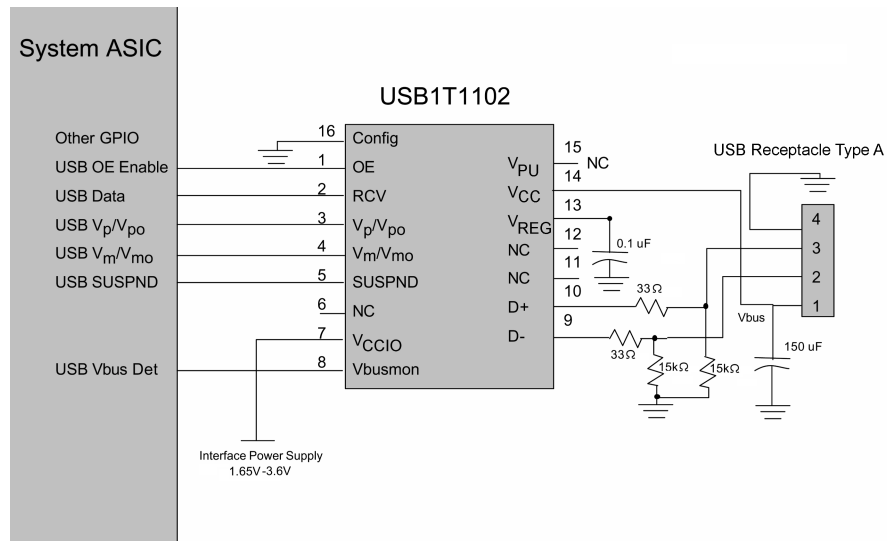 System ASIC
USB1T1102
Other GPIO
USB OE Enable
USB Data
USB Vp/Vpo
USB Vm/Vmo
USB SUSPND
USB Vbus Det
16
1
2
3
4
5
6
7
8
Config
OE
RCV
Vp/Vpo
Vm/Vmo
SUSPND
NC
VCCIO
Vbusmon
VPU
VCC
VREG
NC
NC
D+
D-
15
NC
14
13
12
11
10
9
0.1 uF
33Ω
33Ω
15kΩ
15kΩ
Vbus
150 uF
USB Receptacle Type A
4
3
2
1
Interface Power Supply
1.65V-3.6V